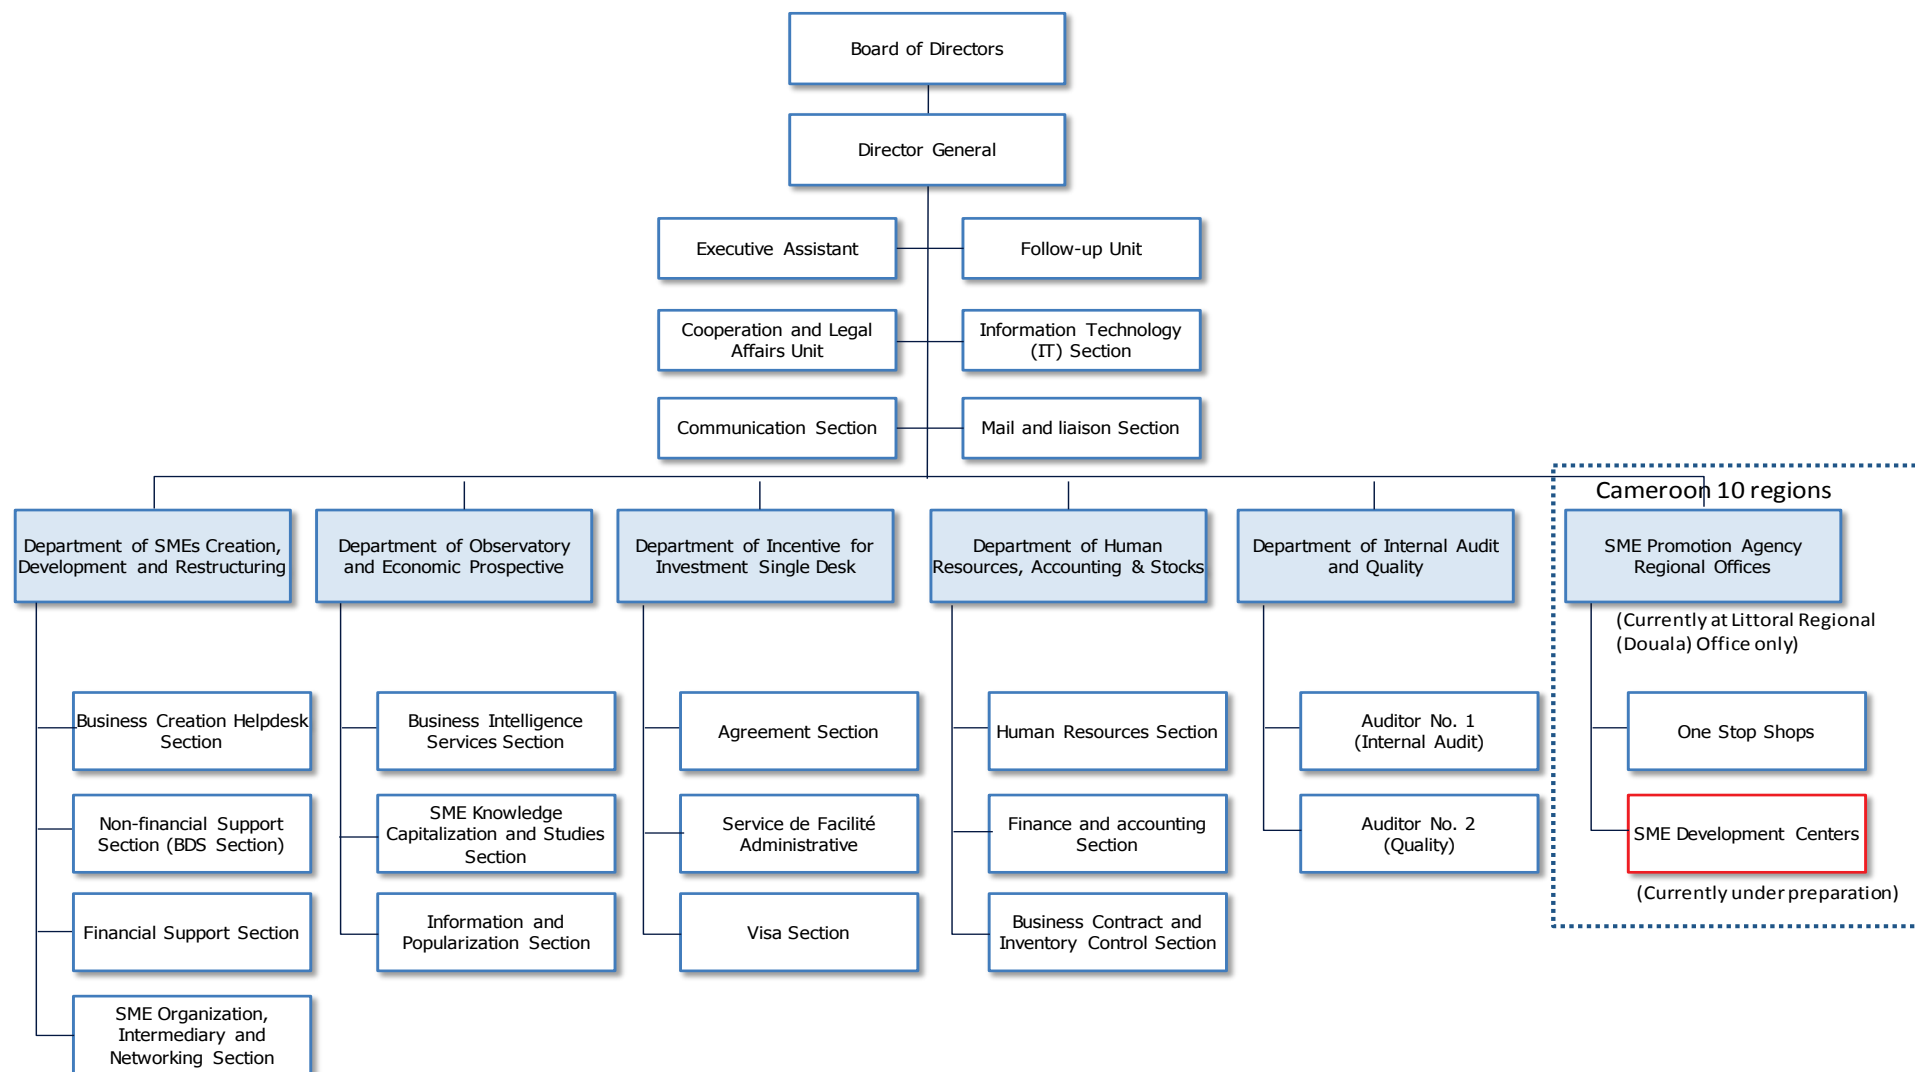 Board of Directors
Director General
Executive Assistant
Follow-up Unit
Cooperation and Legal
Affairs Unit
Information Technology
(IT) Section
Communication Section
Mail and liaison Section
Cameroon 10 regions
Department of SMEs Creation,
Development and Restructuring
Department of Observatory
and Economic Prospective
Department of Incentive for
Investment Single Desk
Department of Human
Resources, Accounting & Stocks
Department of Internal Audit
and Quality
SME Promotion Agency
Regional Offices
(Currently at Littoral Regional
(Douala) Office only)
Business Creation Helpdesk
Section
Non-financial Support
Section (BDS Section)
Financial Support Section
SME Organization,
Intermediary and
Networking Section
Business Intelligence
Services Section
SME Knowledge
Capitalization and Studies
Section
Information and
Popularization Section
Agreement Section
Service de Facilité
Administrative
Visa Section
Human Resources Section
Finance and accounting
Section
Business Contract and
Inventory Control Section
Auditor No. 1
(Internal Audit)
Auditor No. 2
(Quality)
One Stop Shops
SME Development Centers
(Currently under preparation)